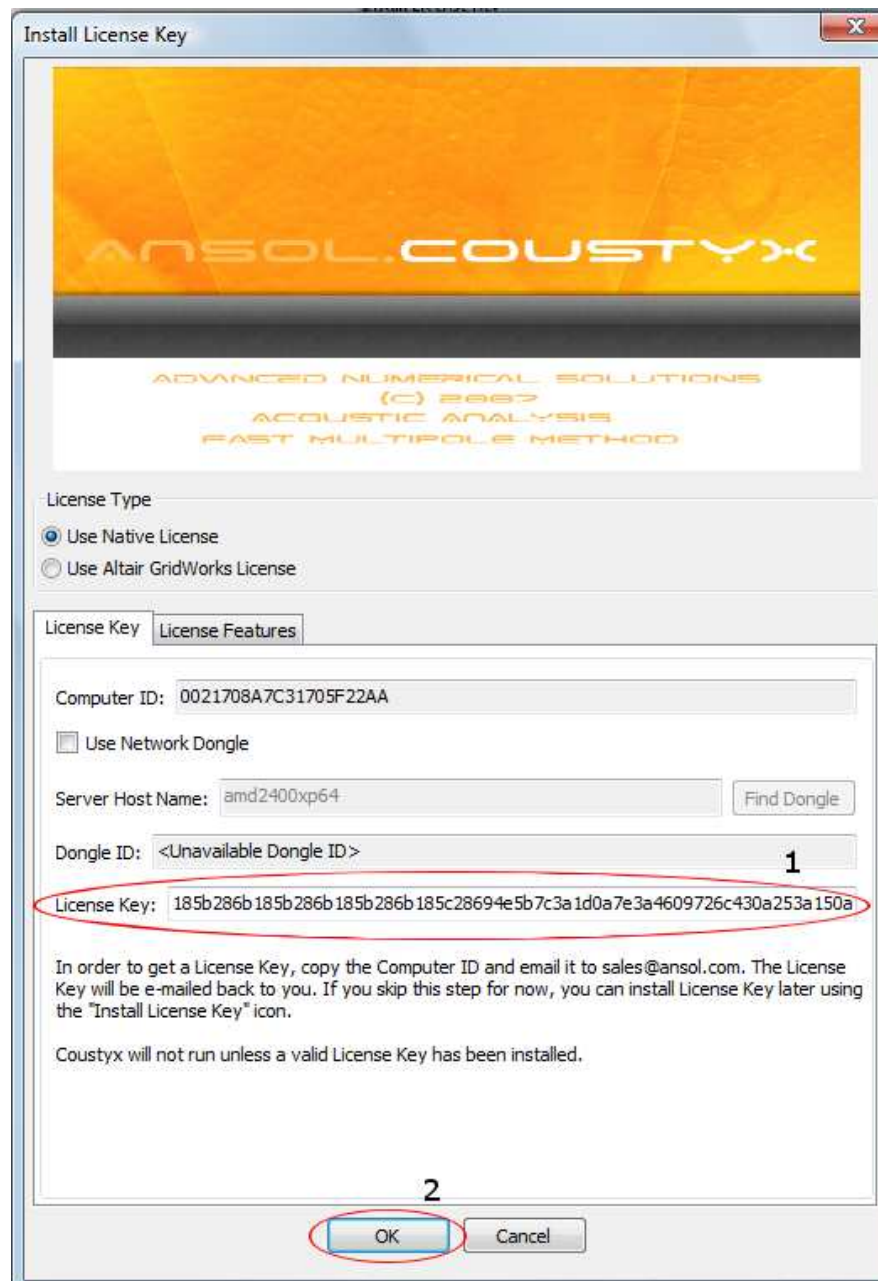 Install License Key
ANSOL.COUSTYX
ADVANCED NUMERICAL SOLUTIONS
(C) 2007
ACOUSTIC ANALYSIS
FAST MULTIPOLE METHOD
License Type
Use Native License
Use Altair GridWorks License
License Key License Features
Computer ID: 0021708A7C31705F22AA
Use Network Dongle
Server Host Name: amd2400xp64 Find Dongle
Dongle ID: <Unavailable Dongle ID>
1
License Key: 185b286b185b286b185b286b185c28694e5b7c3a1d0a7e3a4609726c430a253a150a
In order to get a License Key, copy the Computer ID and email it to sales@ansol.com. The License
Key will be e-mailed back to you. If you skip this step for now, you can install License Key later using
the "Install License Key" icon.
Coustyx will not run unless a valid License Key has been installed.
2
OK Cancel